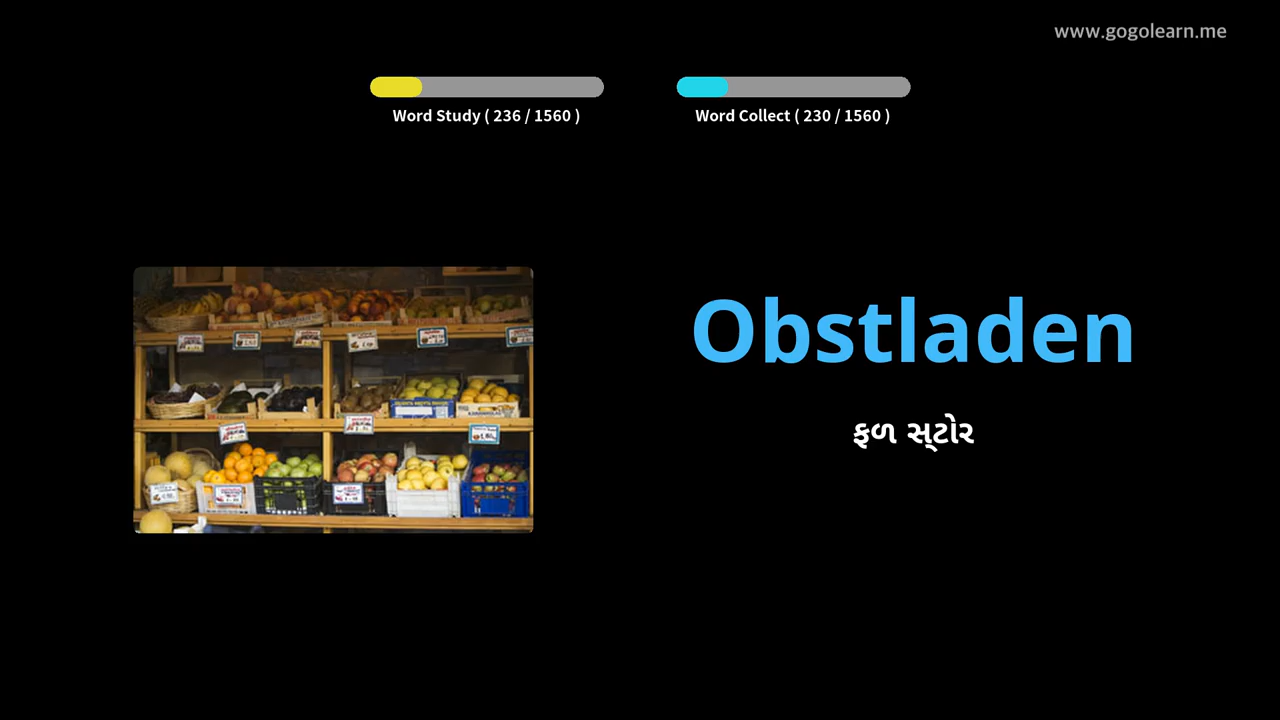 www.gogolearn.me
Word Study ( 236 / 1560 )
Word Collect ( 230 / 1560 )
Obstladen
ફળ સ્ટોર